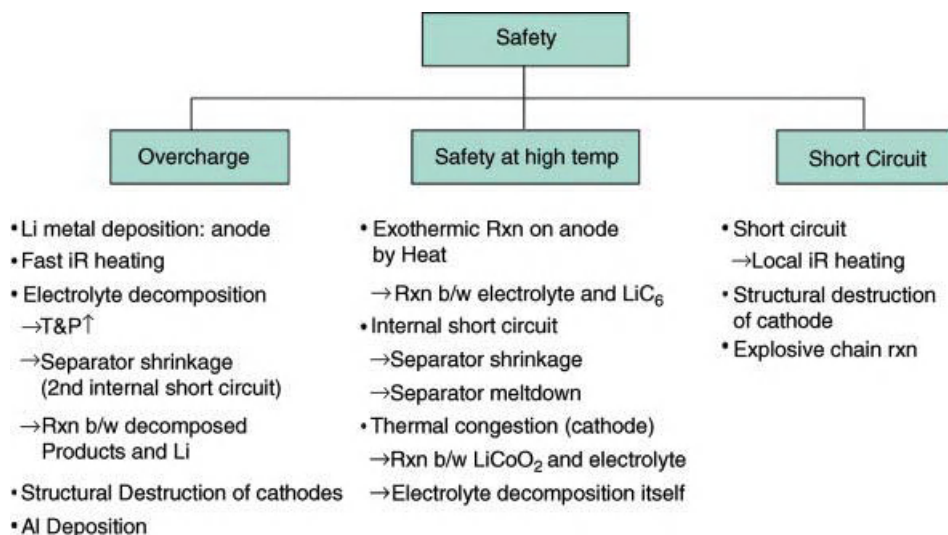 Safety
Overcharge
Safety at high temp
Short Circuit
• Li metal deposition: anode
• Fast iR heating
• Electrolyte decomposition
→T&P↑
→Separator shrinkage
(2nd internal short circuit)
→Rxn b/w decomposed
Products and Li
• Structural Destruction of cathodes
• Al Deposition
• Exothermic Rxn on anode
by Heat
→Rxn b/w electrolyte and LiC₆
• Internal short circuit
→Separator shrinkage
→Separator meltdown
• Thermal congestion (cathode)
→Rxn b/w LiCoO₂ and electrolyte
→Electrolyte decomposition itself
• Short circuit
→Local iR heating
• Structural destruction
of cathode
• Explosive chain rxn